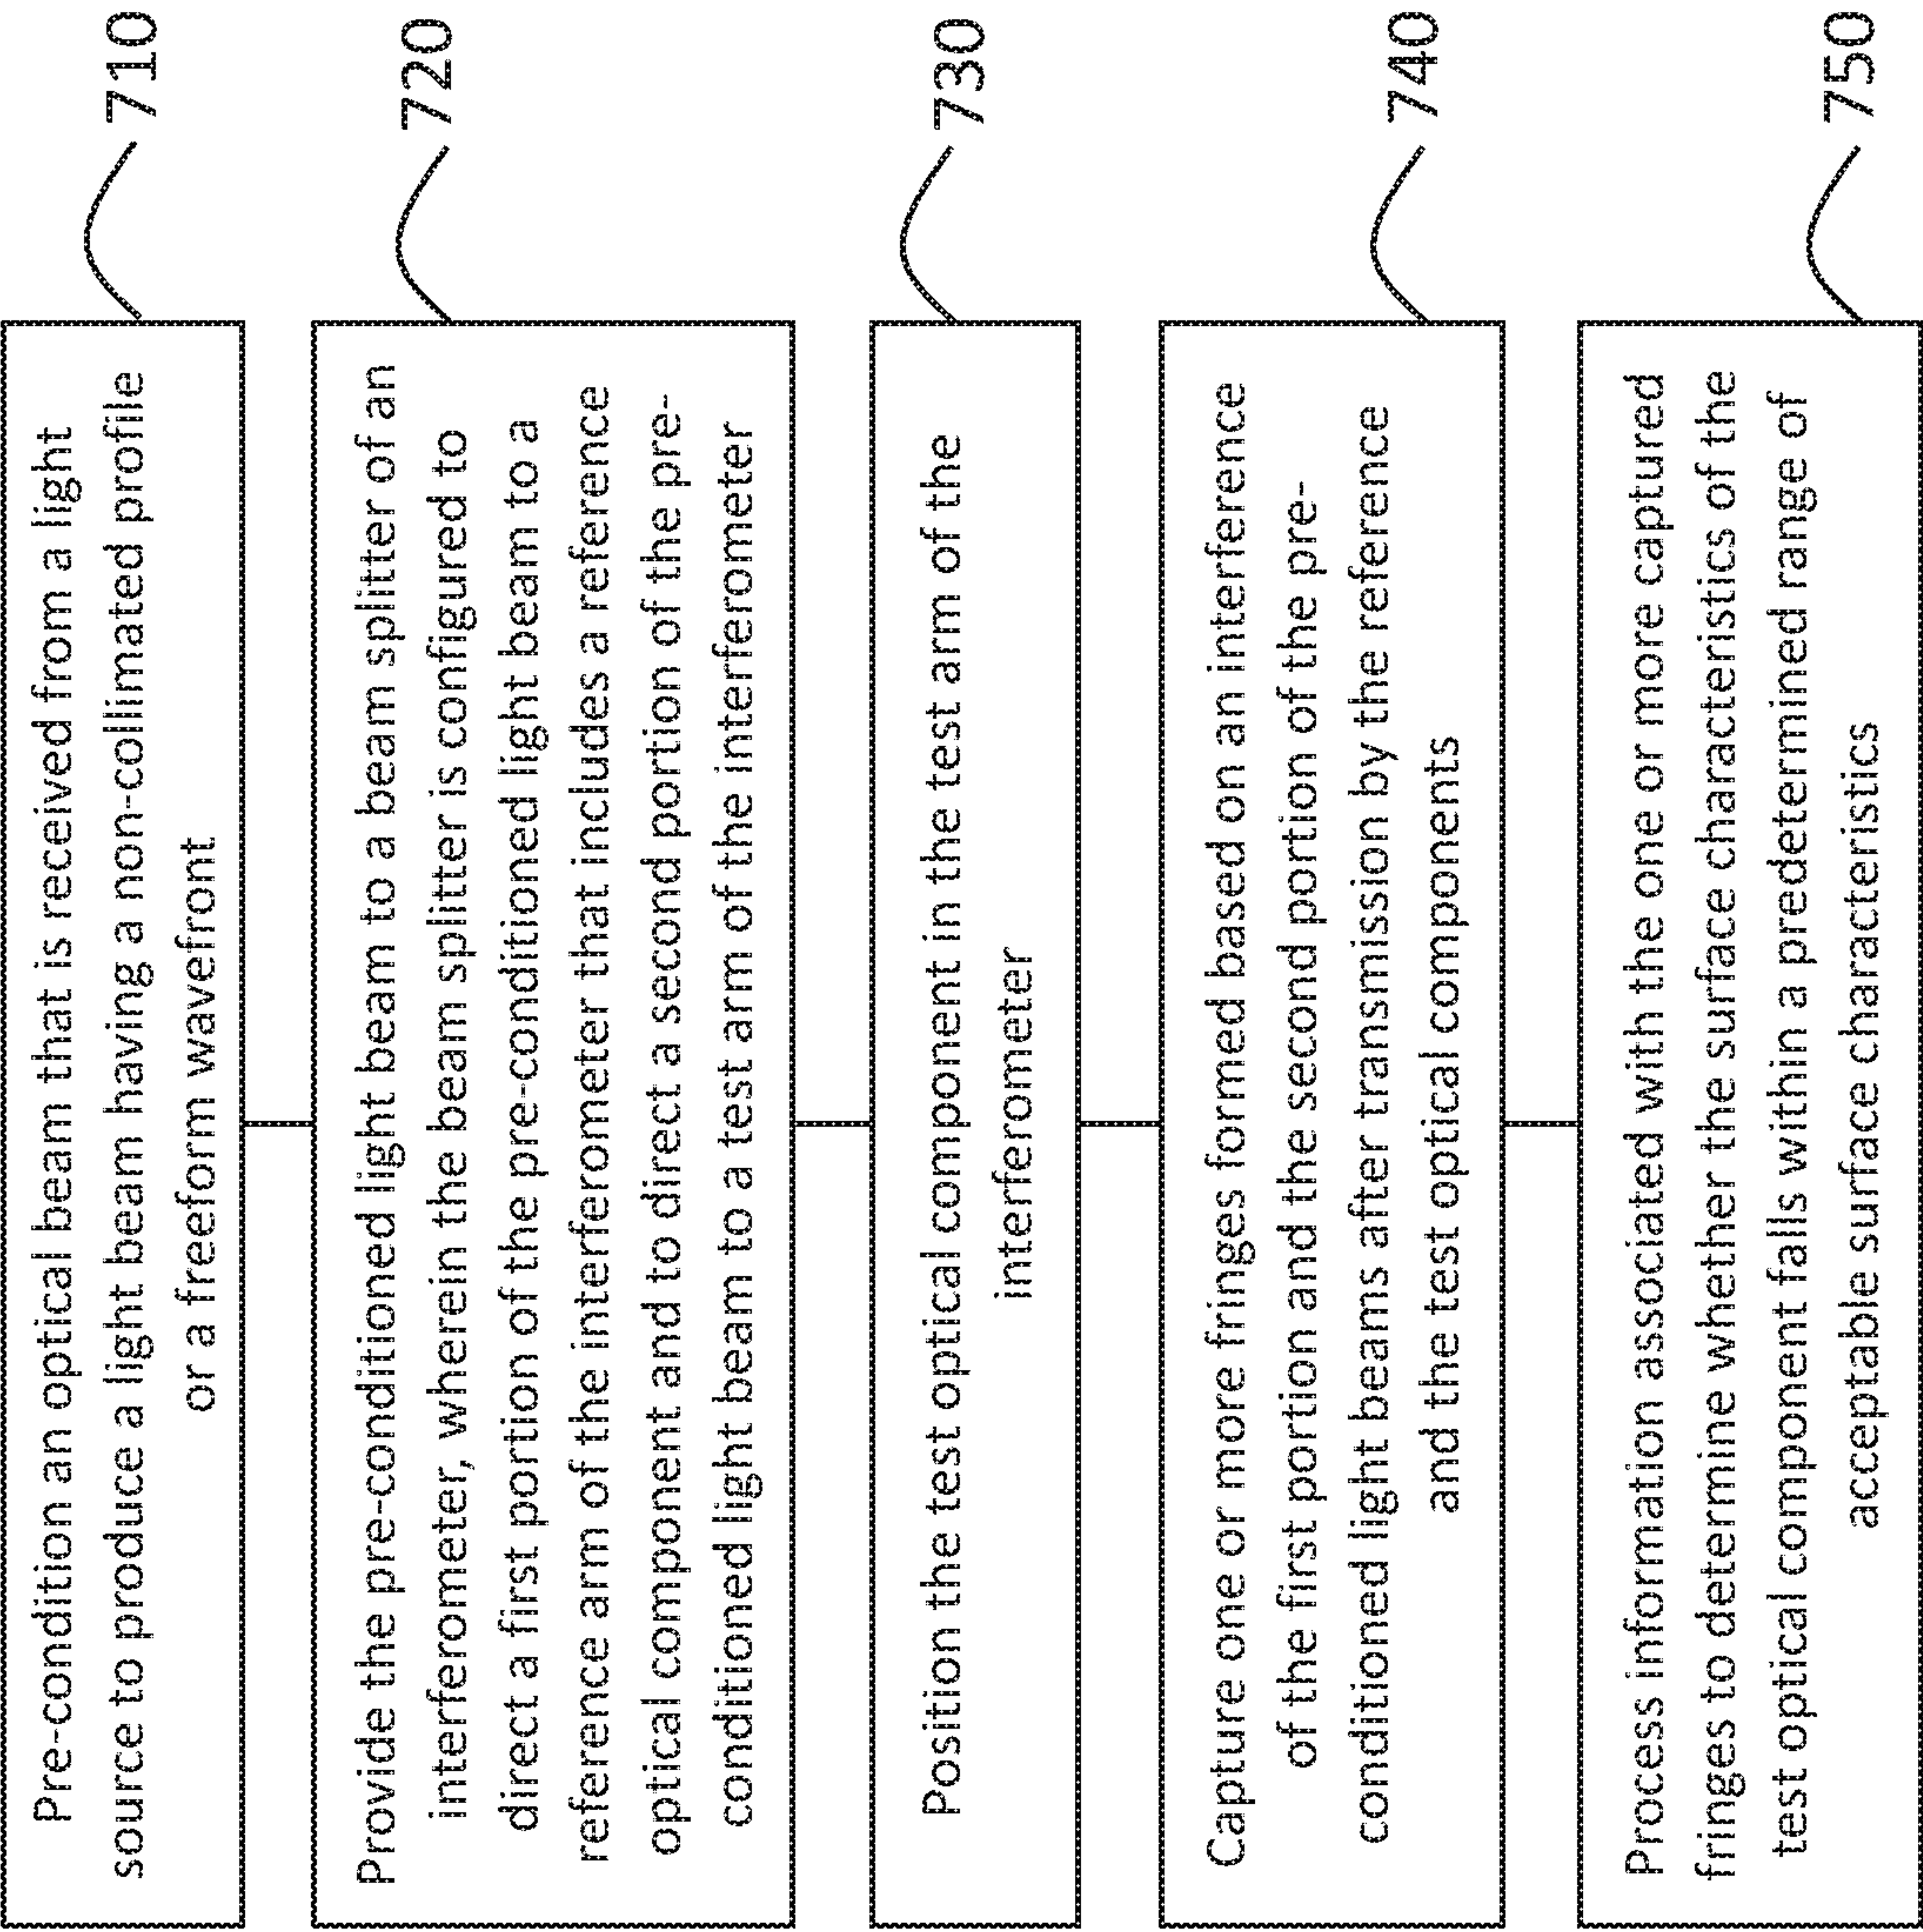 Pre-condition an optical beam that is received from a light
source to produce a light beam having a non-collimated profile
or a freeform wavefront
710
Provide the pre-conditioned light beam to a beam splitter of an
interferometer, wherein the beam splitter is configured to
direct a first portion of the pre-conditioned light beam to a
reference arm of the interferometer that includes a reference
optical component and to direct a second portion of the pre-
conditioned light beam to a test arm of the interferometer
720
Position the test optical component in the test arm of the
interferometer
730
Capture one or more fringes formed based on an interference
of the first portion and the second portion of the pre-
conditioned light beams after transmission by the reference
and the test optical components
740
Process information associated with the one or more captured
fringes to determine whether the surface characteristics of the
test optical component falls within a predetermined range of
acceptable surface characteristics
750